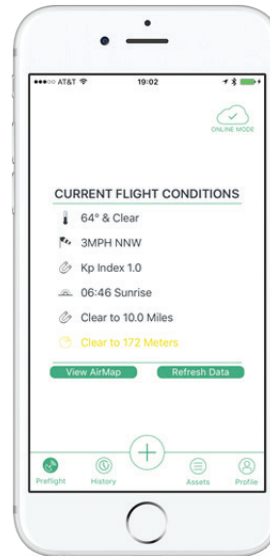 AT&T 19:02
ONLINE MODE
CURRENT FLIGHT CONDITIONS
64° & Clear
3MPH NNW
Kp Index 1.0
06:46 Sunrise
Clear to 10.0 Miles
Clear to 172 Meters
View AirMap Refresh Data
Preflight History Assets Profile